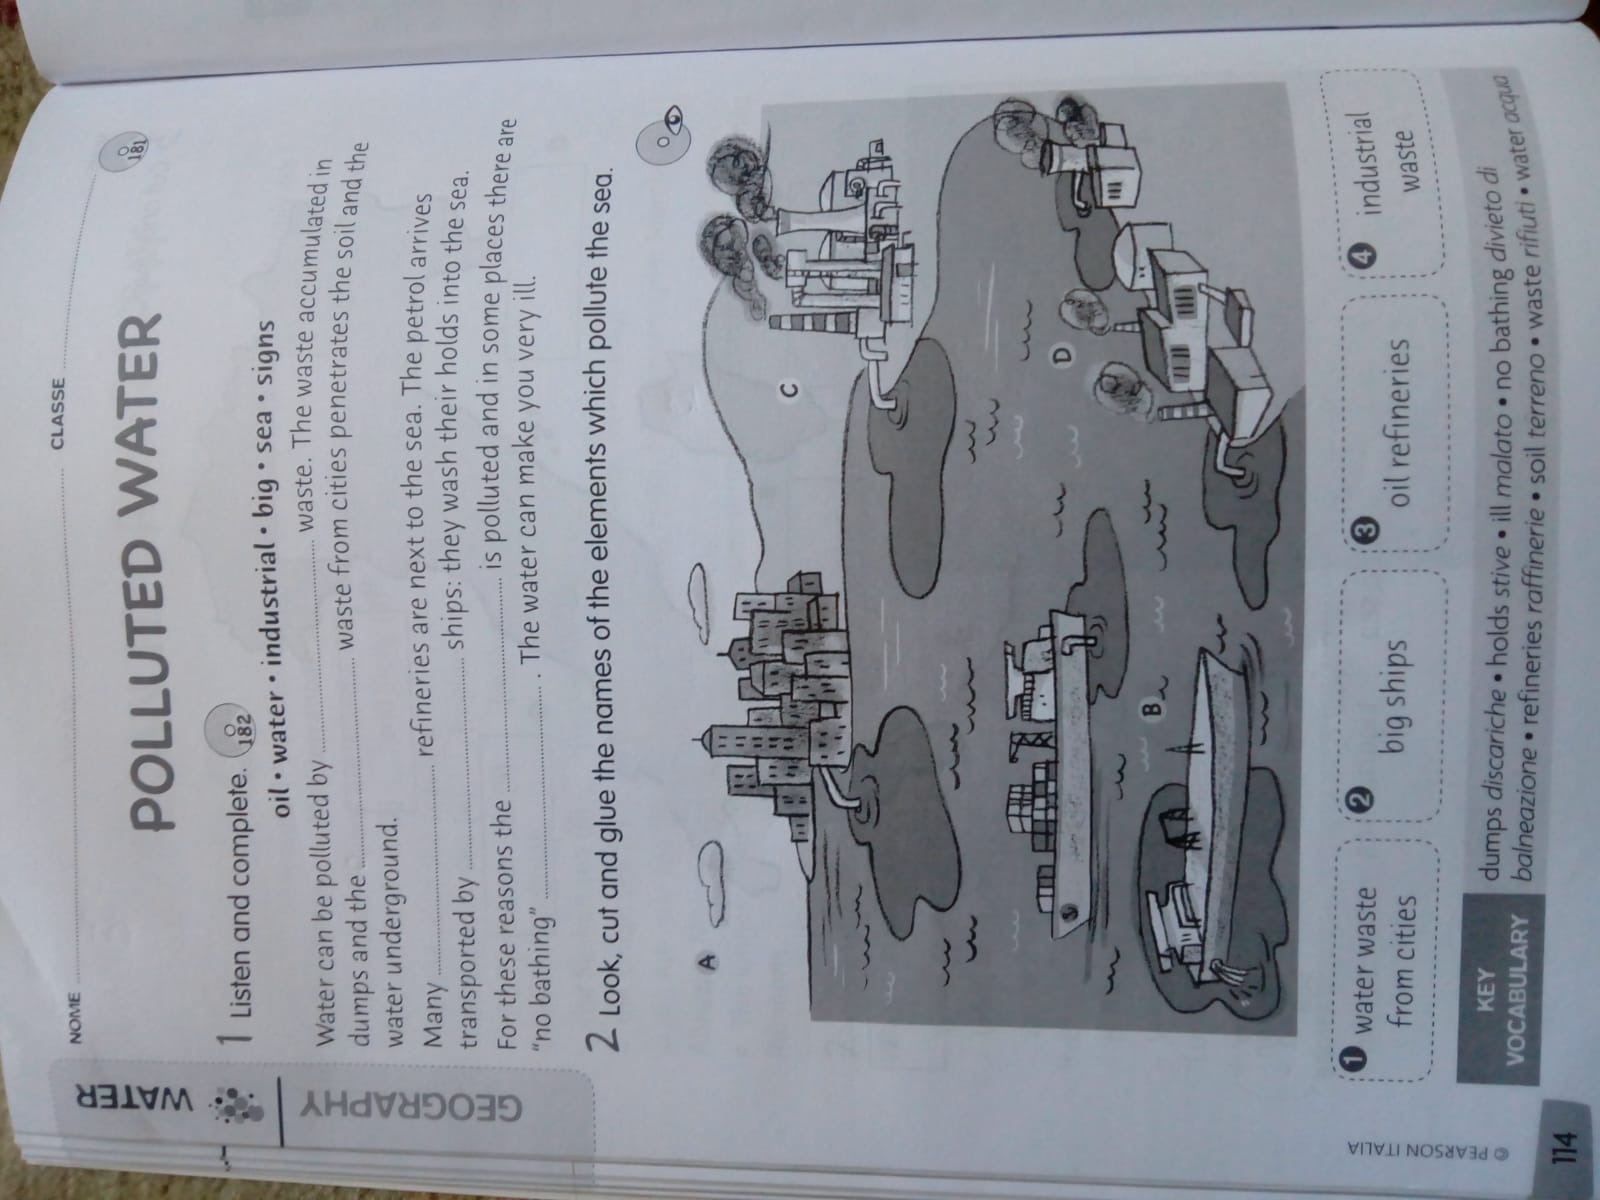 NOME CLASSE
181
POLLUTED WATER
WATER
GEOGRAPHY
1 Listen and complete. 182
oil • water • industrial • big • sea • signs
Water can be polluted by waste. The waste accumulated in
dumps and the waste from cities penetrates the soil and the
water underground.
Many refineries are next to the sea. The petrol arrives
transported by ships: they wash their holds into the sea.
For these reasons the is polluted and in some places there are
“no bathing” . The water can make you very ill.
2 Look, cut and glue the names of the elements which pollute the sea.
A
C
B
D
1 water waste
from cities
2 big ships
3 oil refineries
4 industrial
waste
KEY
VOCABULARY
dumps discariche • holds stive • ill malato • no bathing divieto di
balneazione • refineries raffinerie • soil terreno • waste rifiuti • water acqua
© PEARSON ITALIA
114